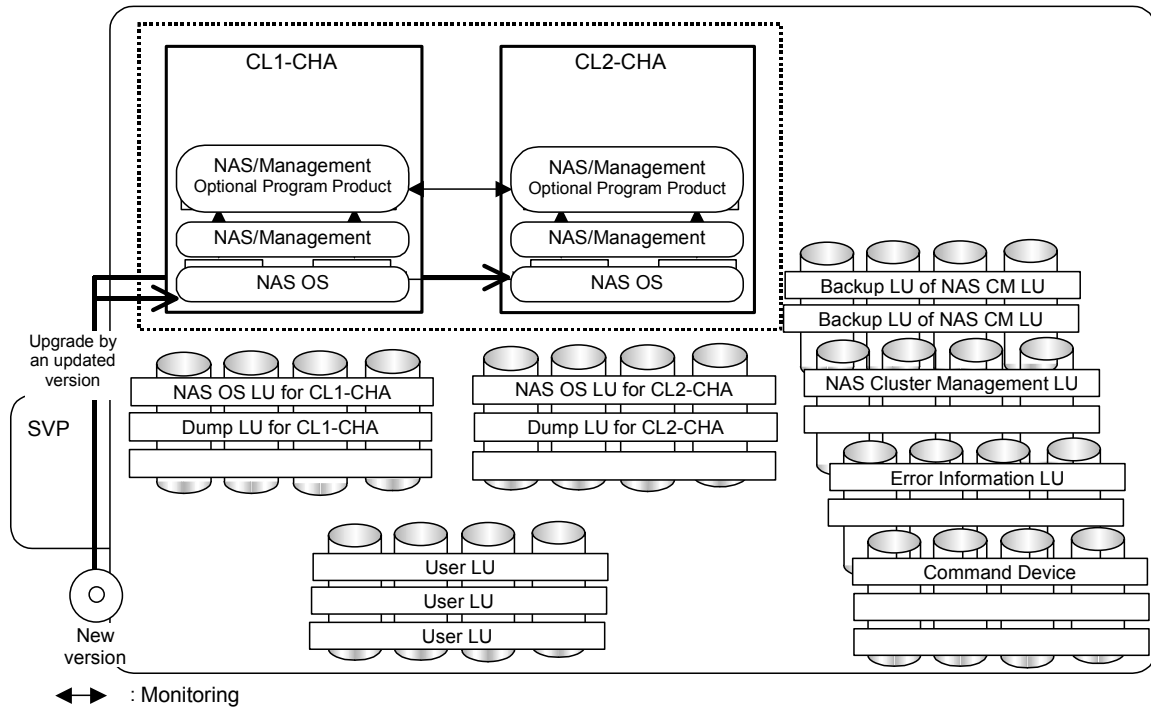 CL1-CHA
CL2-CHA
NAS/Management
Optional Program Product
NAS/Management
Optional Program Product
NAS/Management
NAS/Management
NAS OS
NAS OS
Upgrade by
an updated
version
SVP
New
version
NAS OS LU for CL1-CHA
Dump LU for CL1-CHA
NAS OS LU for CL2-CHA
Dump LU for CL2-CHA
Backup LU of NAS CM LU
Backup LU of NAS CM LU
NAS Cluster Management LU
Error Information LU
Command Device
User LU
User LU
User LU
: Monitoring